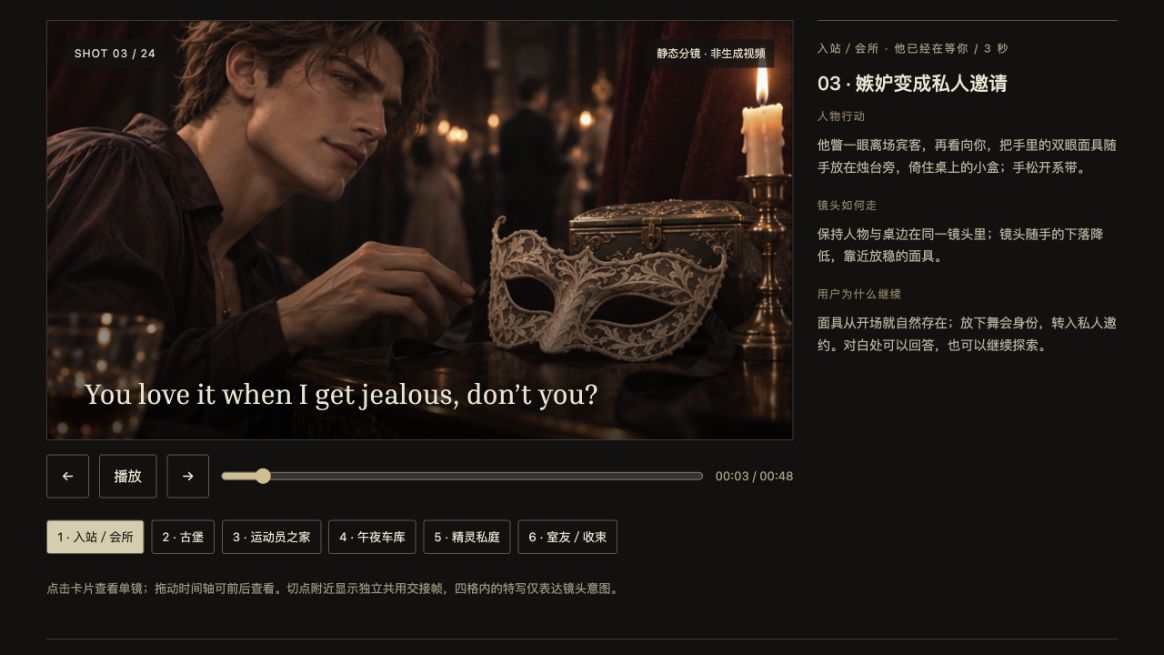 SHOT 03 / 24
静态分镜 · 非生成视频
You love it when I get jealous, don’t you?
← 播放 → 00:03 / 00:48
1 · 入站 / 会所 2 · 古堡 3 · 运动员之家 4 · 午夜车库 5 · 精灵私庭 6 · 室友 / 收束
点击卡片查看单镜；拖动时间轴可前后查看。切点附近显示独立共用交接帧，四格内的特写仅表达镜头意图。
入站 / 会所 · 他已经在等你 / 3 秒
03 · 嫉妒变成私人邀请
人物行动
他瞥一眼离场宾客，再看向你，把手里的双眼面具随
手放在烛台旁，倚住桌上的小盒；手松开系带。
镜头如何走
保持人物与桌边在同一镜头里；镜头随手的下落降
低，靠近放稳的面具。
用户为什么继续
面具从开场就自然存在；放下舞会身份，转入私人邀
约。对白处可以回答，也可以继续探索。